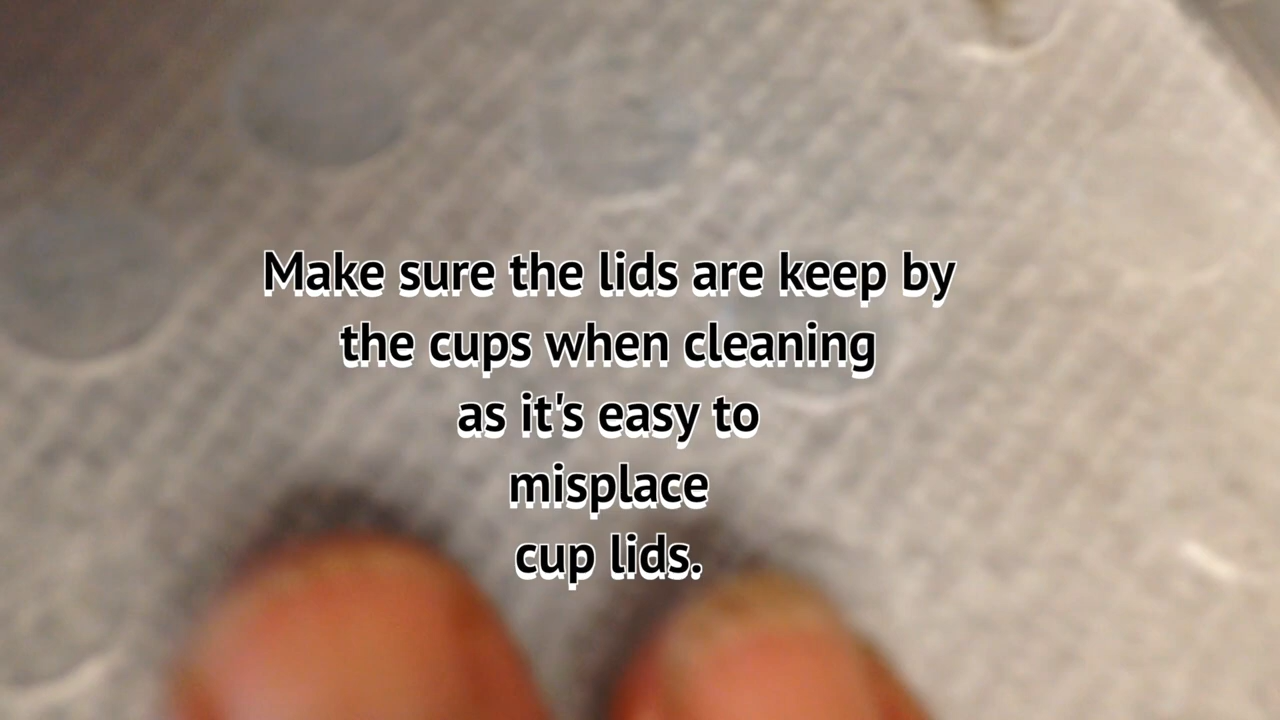 Make sure the lids are keep by
the cups when cleaning
as it's easy to
misplace
cup lids.